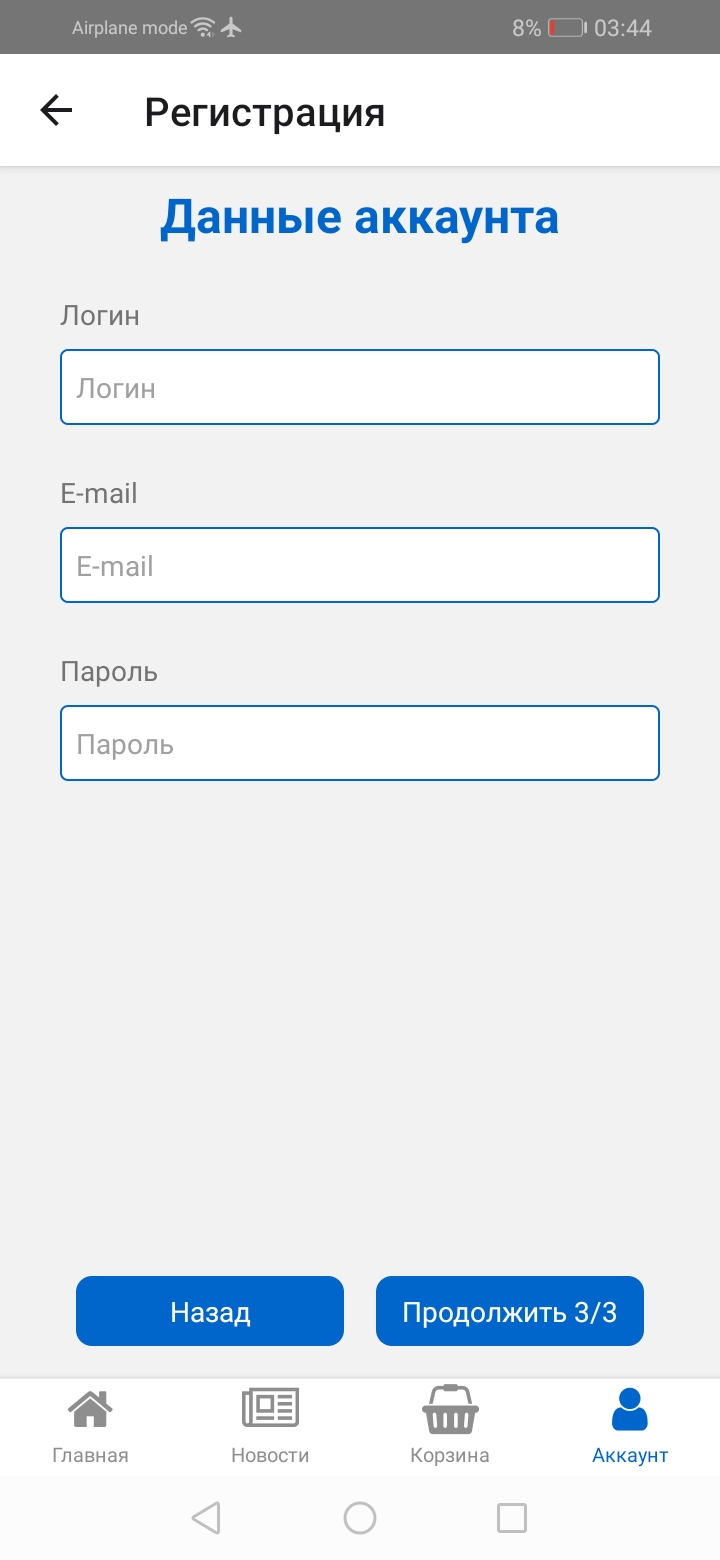 Airplane mode 8% 03:44
Регистрация
Данные аккаунта
Логин
Логин
E-mail
E-mail
Пароль
Пароль
Назад Продолжить 3/3
Главная Новости Корзина Аккаунт